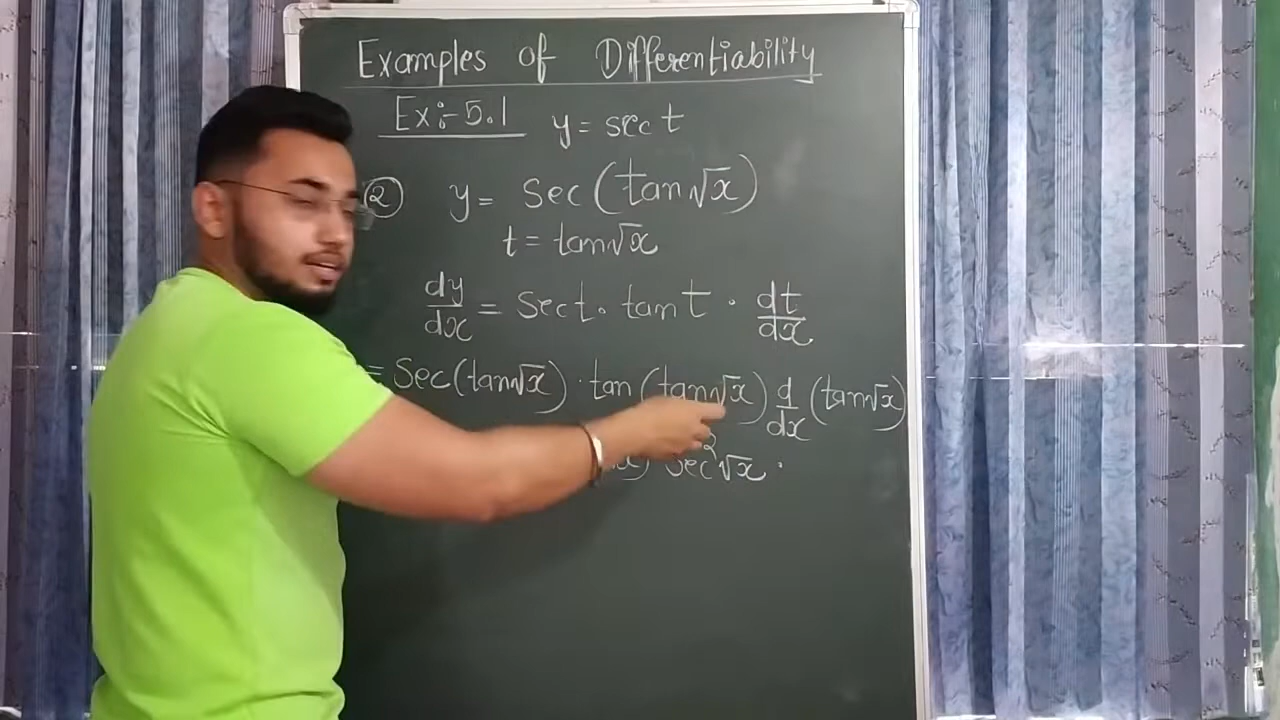 Examples of Differentiability
Ex:-5.1 y = sec t
② y = Sec (tan√x)
t = tan√x
dy/dx = sect. tan t . dt/dx
= Sec(tan√x) . tan (tan√x) d/dx (tan√x)
x) sec²√x .